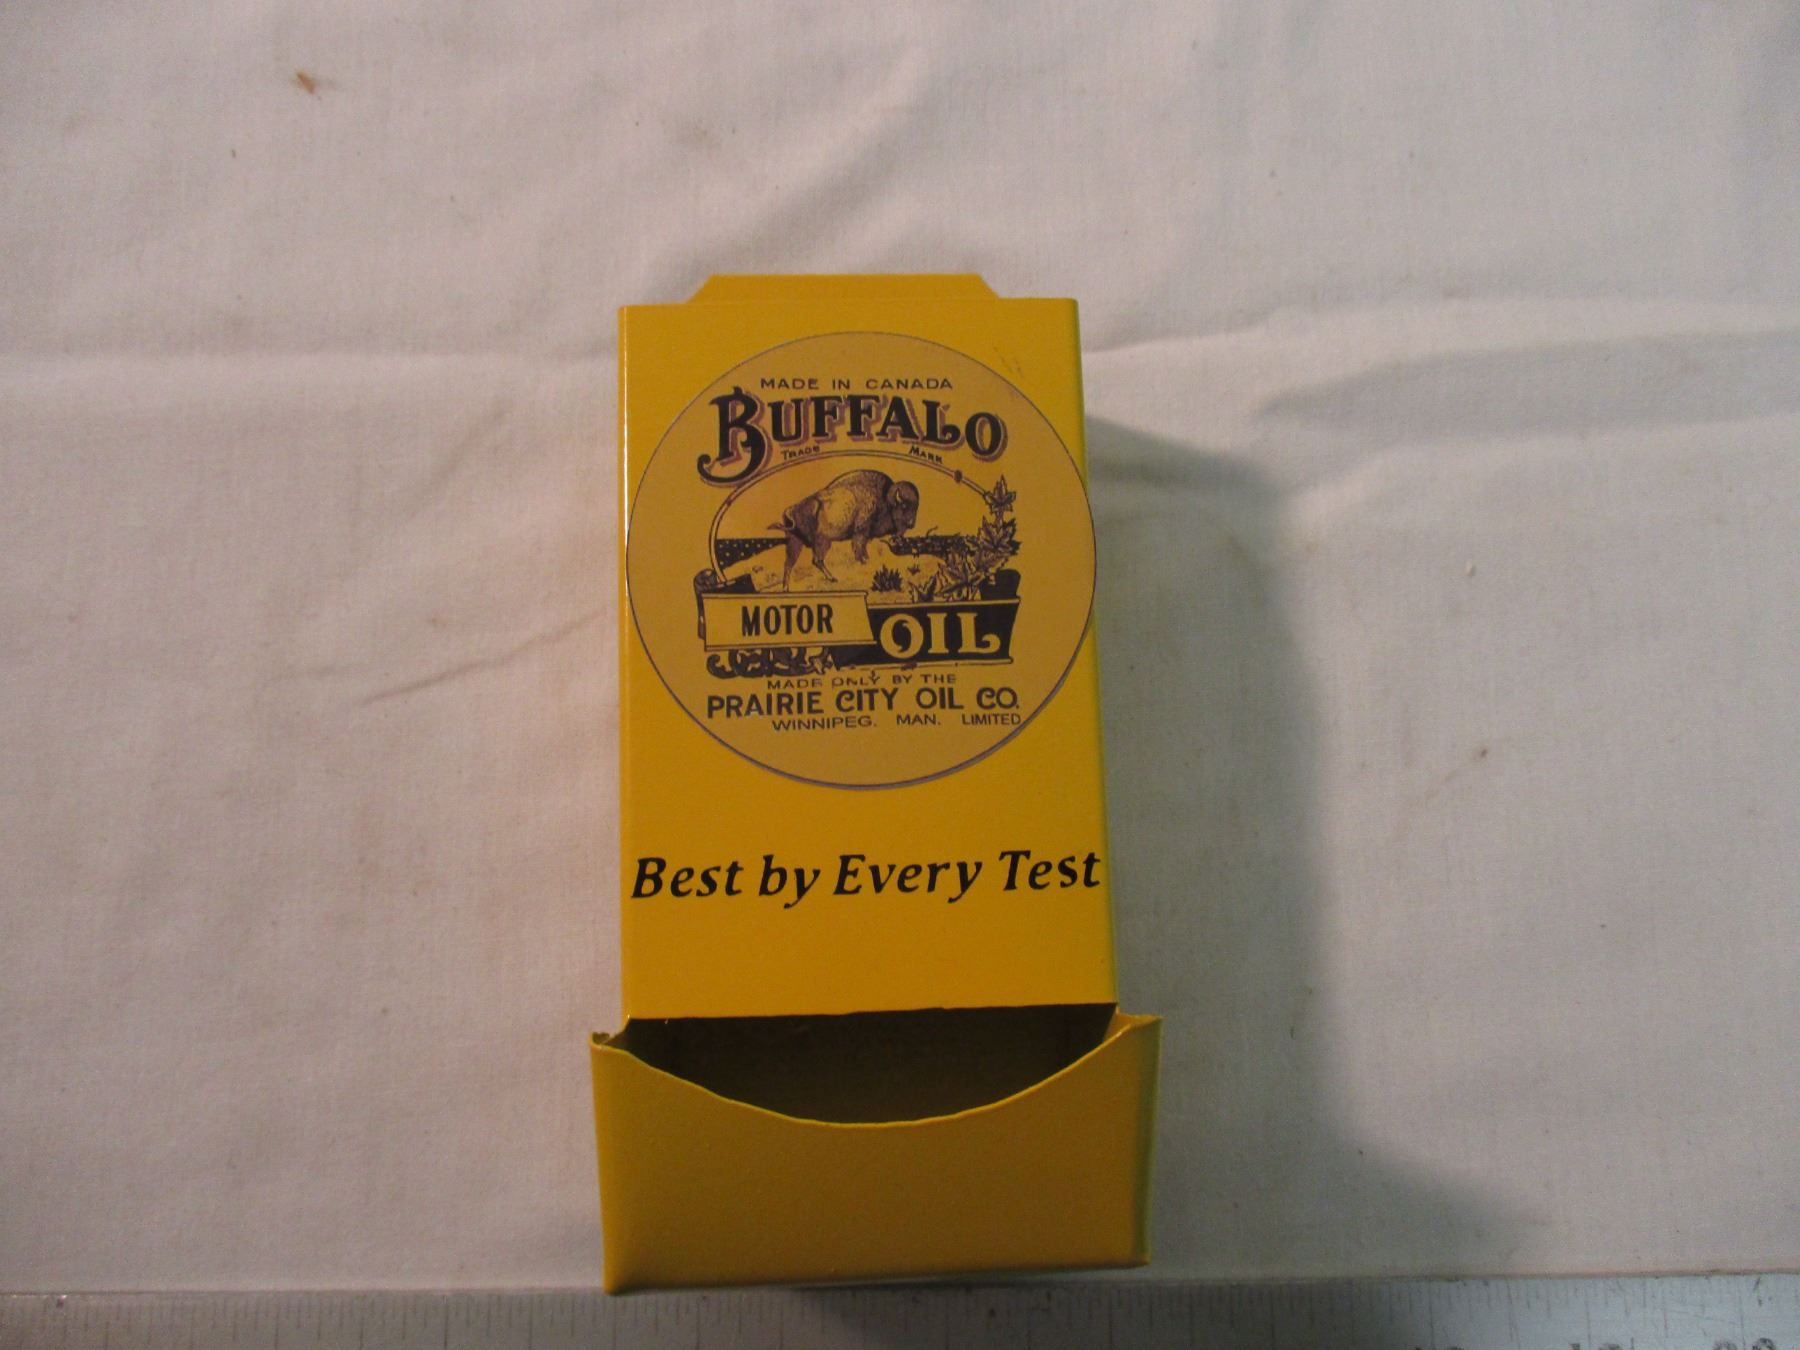 MADE IN CANADA
BUFFALO
TRADE MARK
MOTOR OIL
MADE ONLY BY THE
PRAIRIE CITY OIL CO.
WINNIPEG. MAN. LIMITED
Best by Every Test